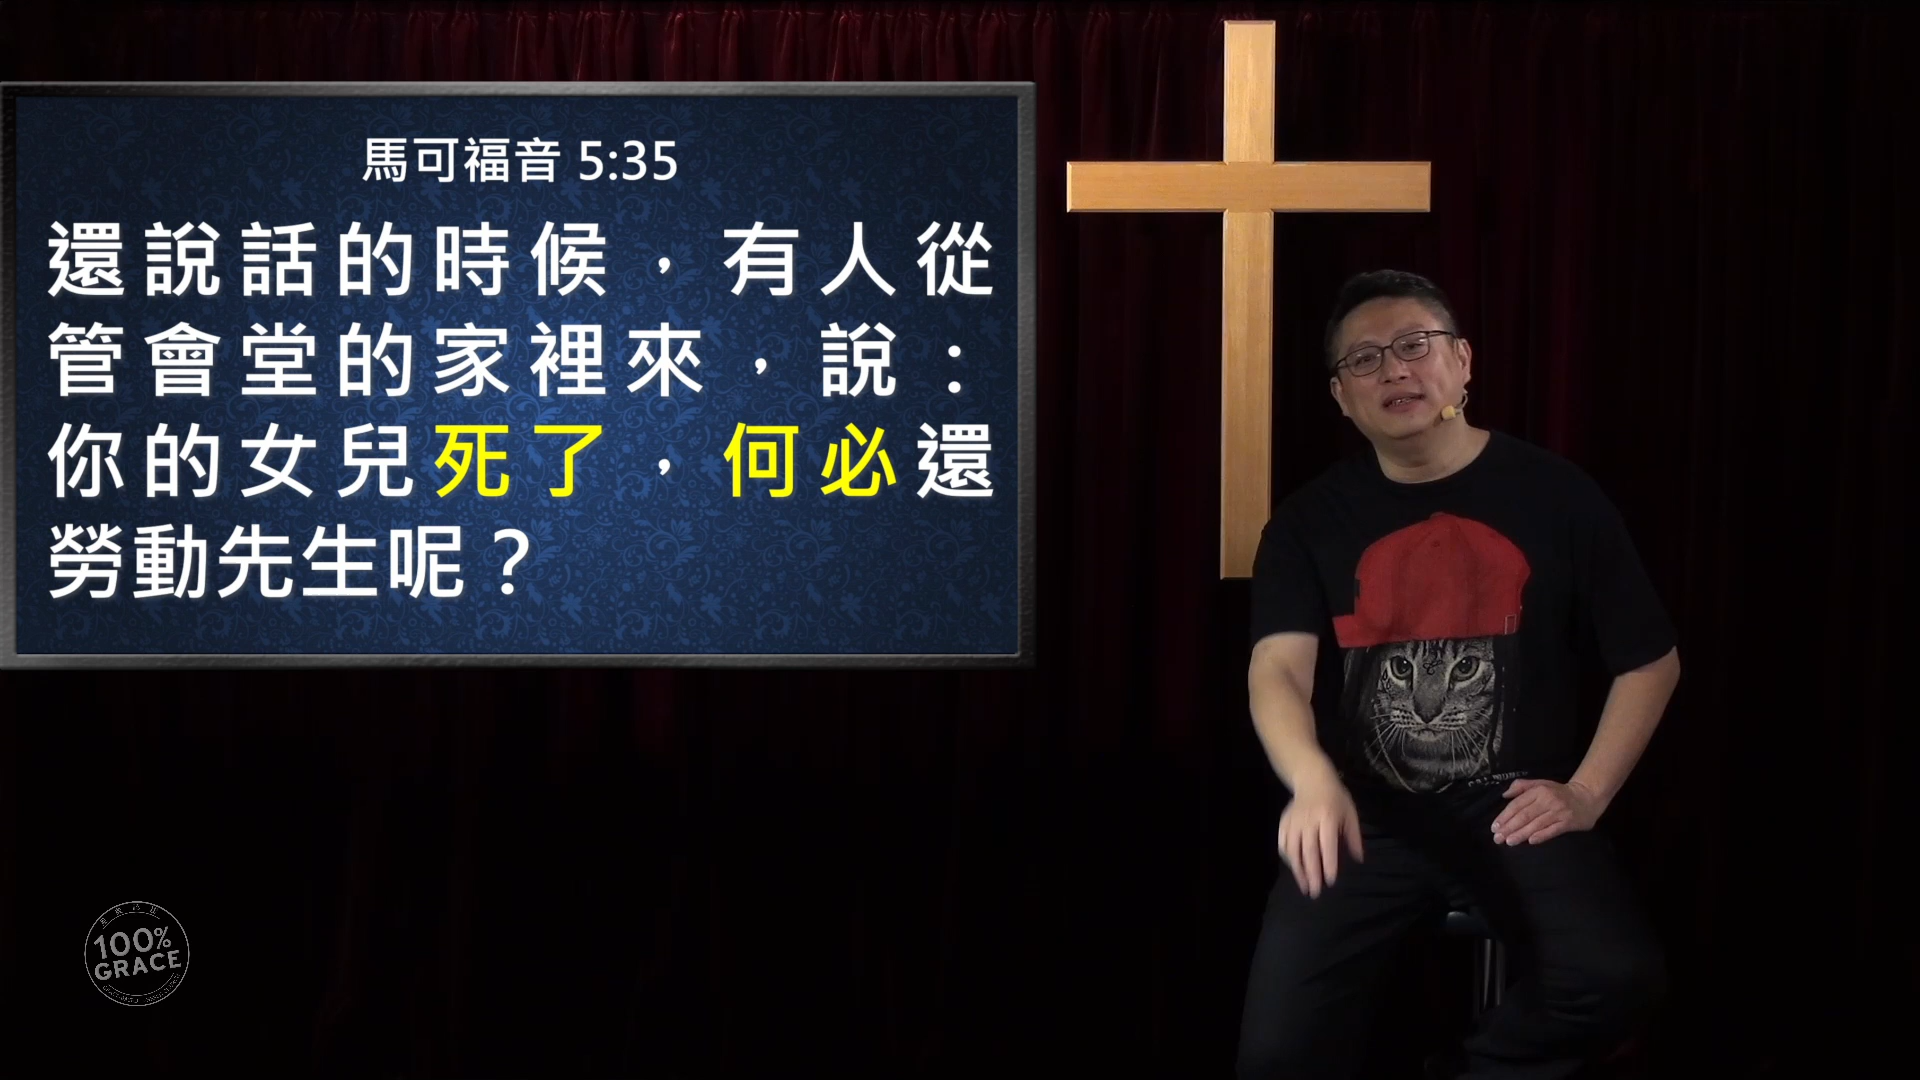 馬可福音 5:35
還說話的時候，有人從
管會堂的家裡來，說：
你的女兒死了，何必還
勞動先生呢？
100%
GRACE